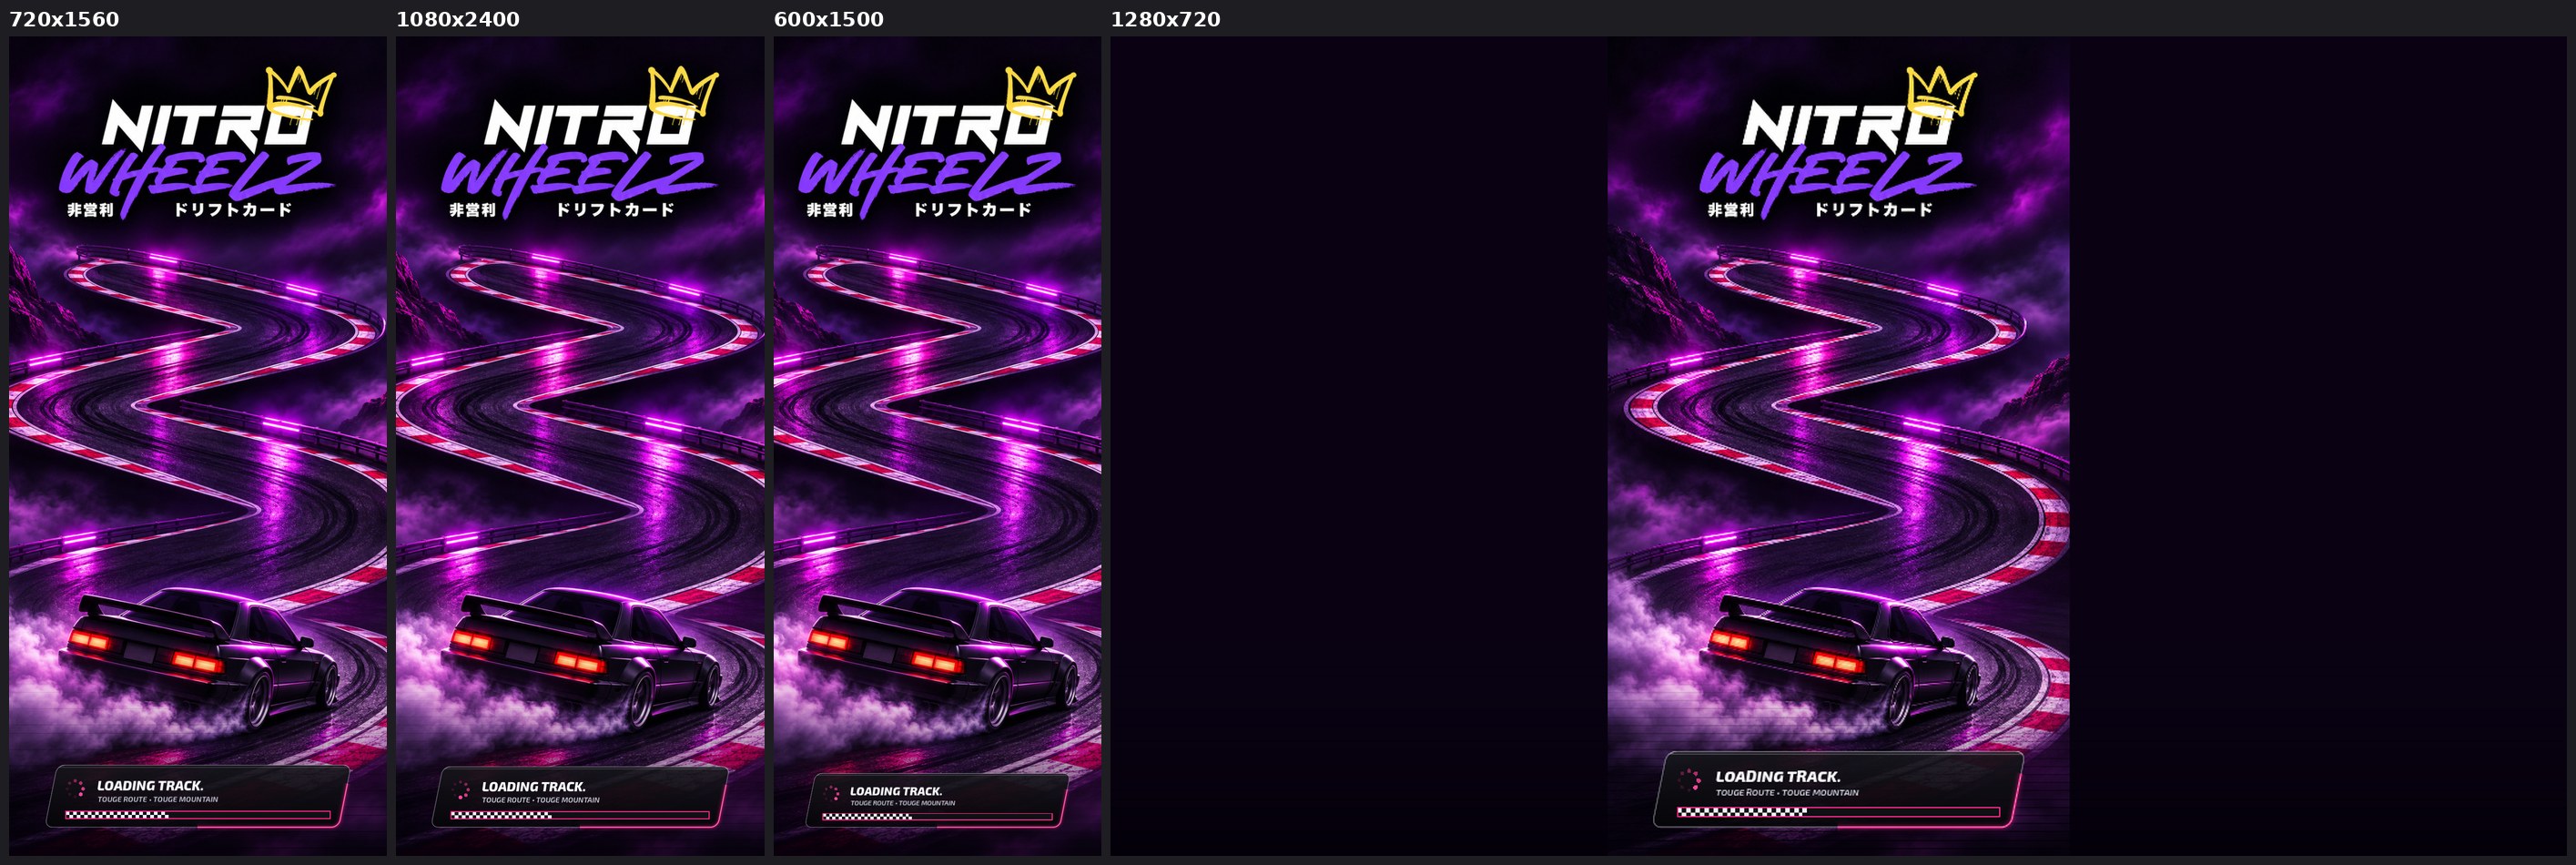 720x1560
NITRO
WHEELZ
非営利 ドリフトカード
LOADING TRACK.
TOUGE ROUTE • TOUGE MOUNTAIN
1080x2400
NITRO
WHEELZ
非営利 ドリフトカード
LOADING TRACK.
TOUGE ROUTE • TOUGE MOUNTAIN
600x1500
NITRO
WHEELZ
非営利 ドリフトカード
LOADING TRACK.
TOUGE ROUTE • TOUGE MOUNTAIN
1280x720
NITRO
WHEELZ
非営利 ドリフトカード
LOADING TRACK.
TOUGE ROUTE • TOUGE MOUNTAIN